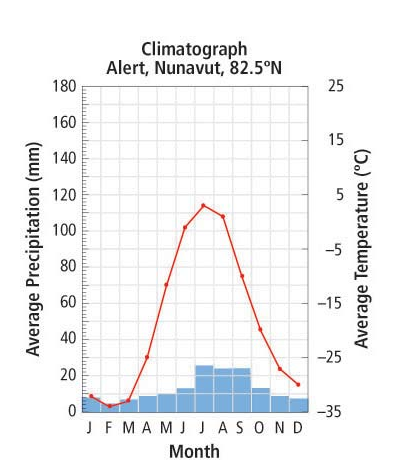 Climatograph
Alert, Nunavut, 82.5°N
180
160
140
120
100
80
60
40
20
0
Average Precipitation (mm)
25
15
5
–5
–15
–25
–35
Average Temperature (°C)
J F M A M J J A S O N D
Month